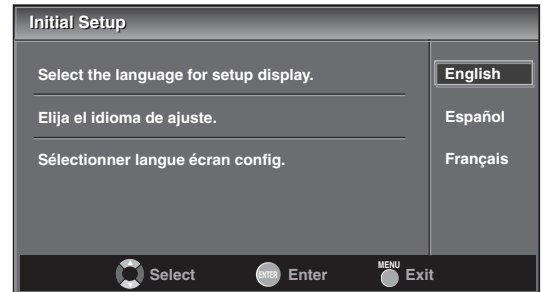 Initial Setup
Select the language for setup display.
Elija el idioma de ajuste.
Sélectionner langue écran config.
English
Español
Français
Select
ENTER Enter
MENU Exit